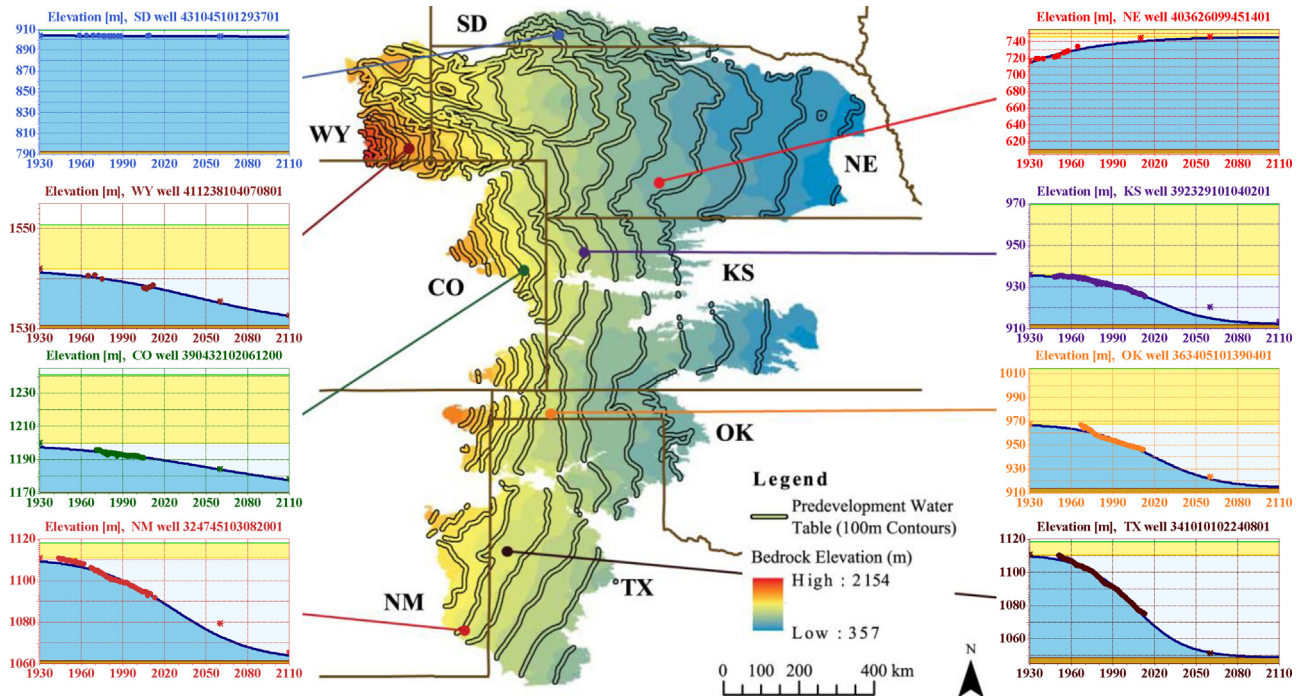 Elevation [m], SD well 431045101293701
910
890
870
850
830
810
790
1930 1960 1990 2020 2050 2080 2110
Elevation [m], WY well 411238104070801
1550
1530
1930 1960 1990 2020 2050 2080 2110
Elevation [m], CO well 390432102061200
1230
1210
1190
1170
1930 1960 1990 2020 2050 2080 2110
Elevation [m], NM well 324745103082001
1120
1100
1080
1060
1930 1960 1990 2020 2050 2080 2110
SD
WY
NE
CO
KS
OK
NM
TX
Legend
Predevelopment Water
Table (100m Contours)
Bedrock Elevation (m)
High : 2154
Low : 357
0 100 200 400 km
N
Elevation [m], NE well 403626099451401
740
720
700
680
660
640
620
1930 1960 1990 2020 2050 2080 2110
Elevation [m], KS well 392329101040201
970
950
930
910
1930 1960 1990 2020 2050 2080 2110
Elevation [m], OK well 363405101390401
1010
990
970
950
930
910
1930 1960 1990 2020 2050 2080 2110
Elevation [m], TX well 341010102240801
1120
1100
1080
1060
1930 1960 1990 2020 2050 2080 2110